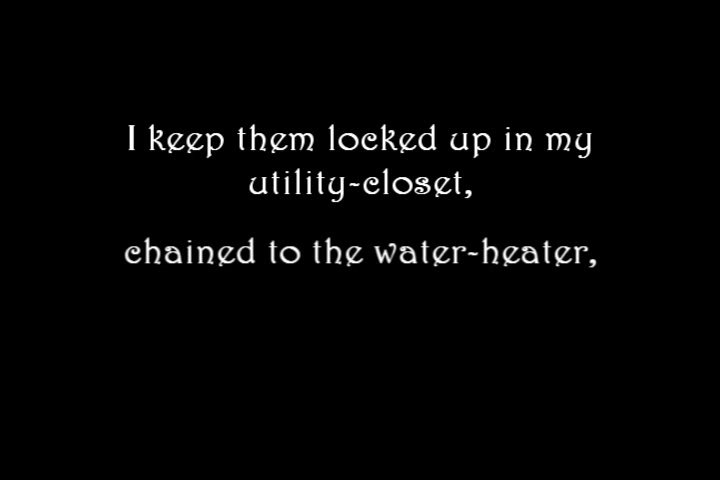 I keep them locked up in my
utility-closet,
chained to the water-heater,